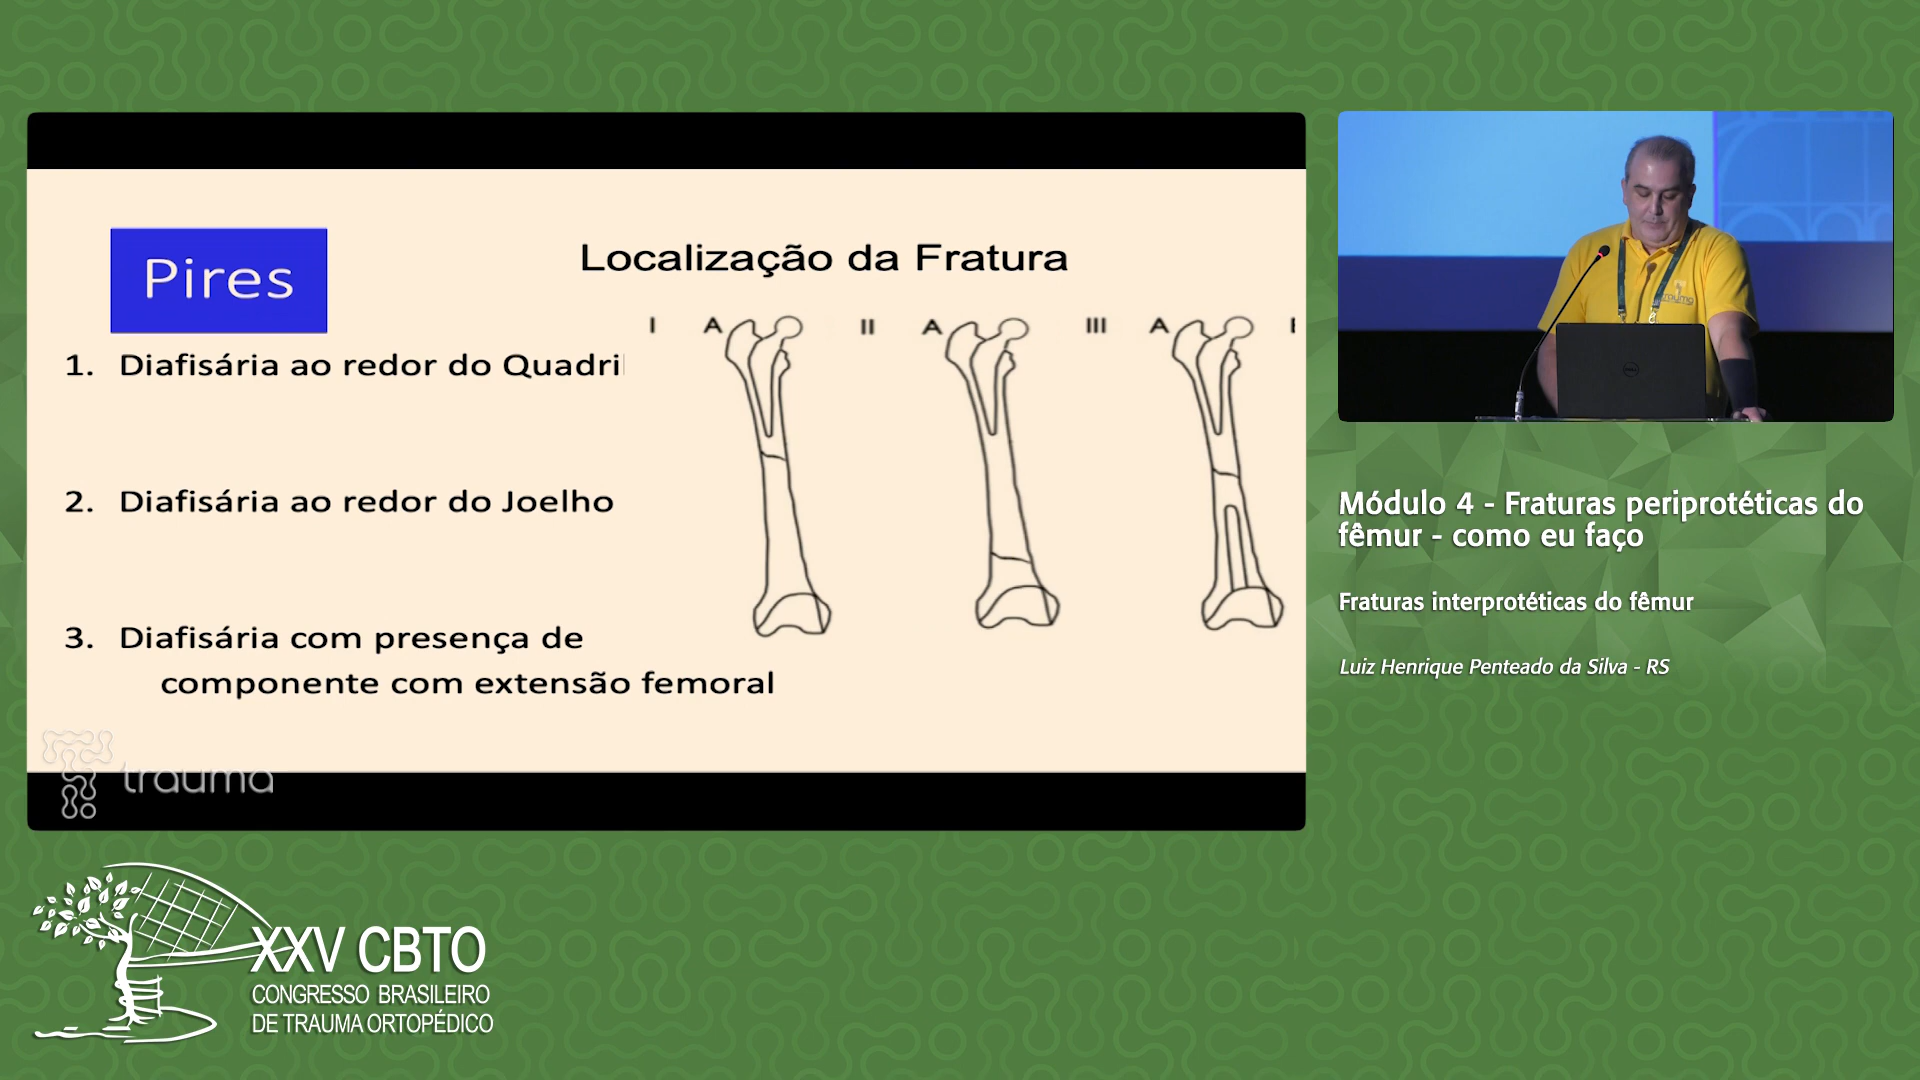 Pires
Localização da Fratura
I A II A III A
1. Diafisária ao redor do Quadril
2. Diafisária ao redor do Joelho
3. Diafisária com presença de
componente com extensão femoral
trauma
XXV CBTO
CONGRESSO BRASILEIRO
DE TRAUMA ORTOPÉDICO
trauma
Módulo 4 - Fraturas periprotéticas do
fêmur - como eu faço
Fraturas interprotéticas do fêmur
Luiz Henrique Penteado da Silva - RS